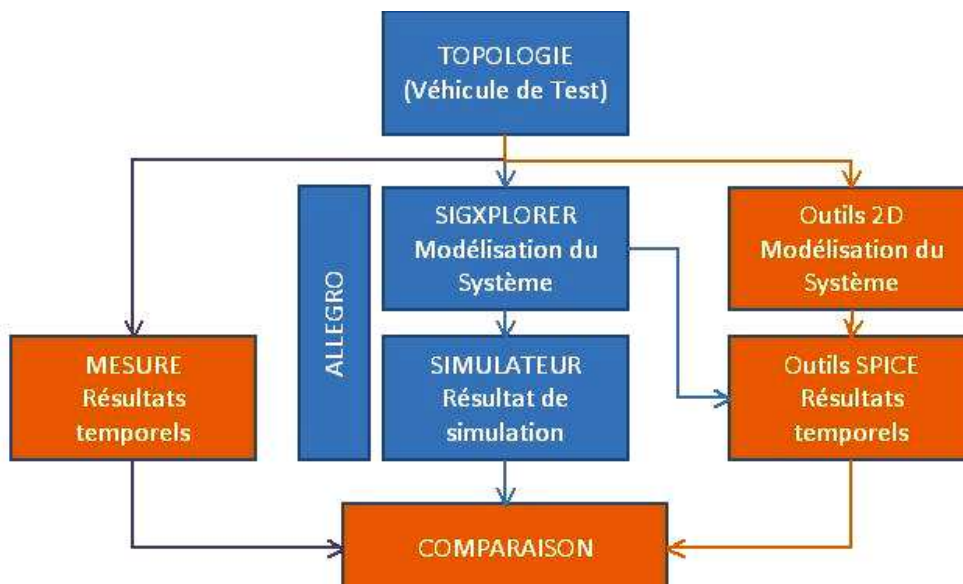 TOPOLOGIE
(Véhicule de Test)
ALLEGRO
SIGXPLORER
Modélisation du
Système
Outils 2D
Modélisation du
Système
MESURE
Résultats
temporels
SIMULATEUR
Résultat de
simulation
Outils SPICE
Résultats
temporels
COMPARAISON